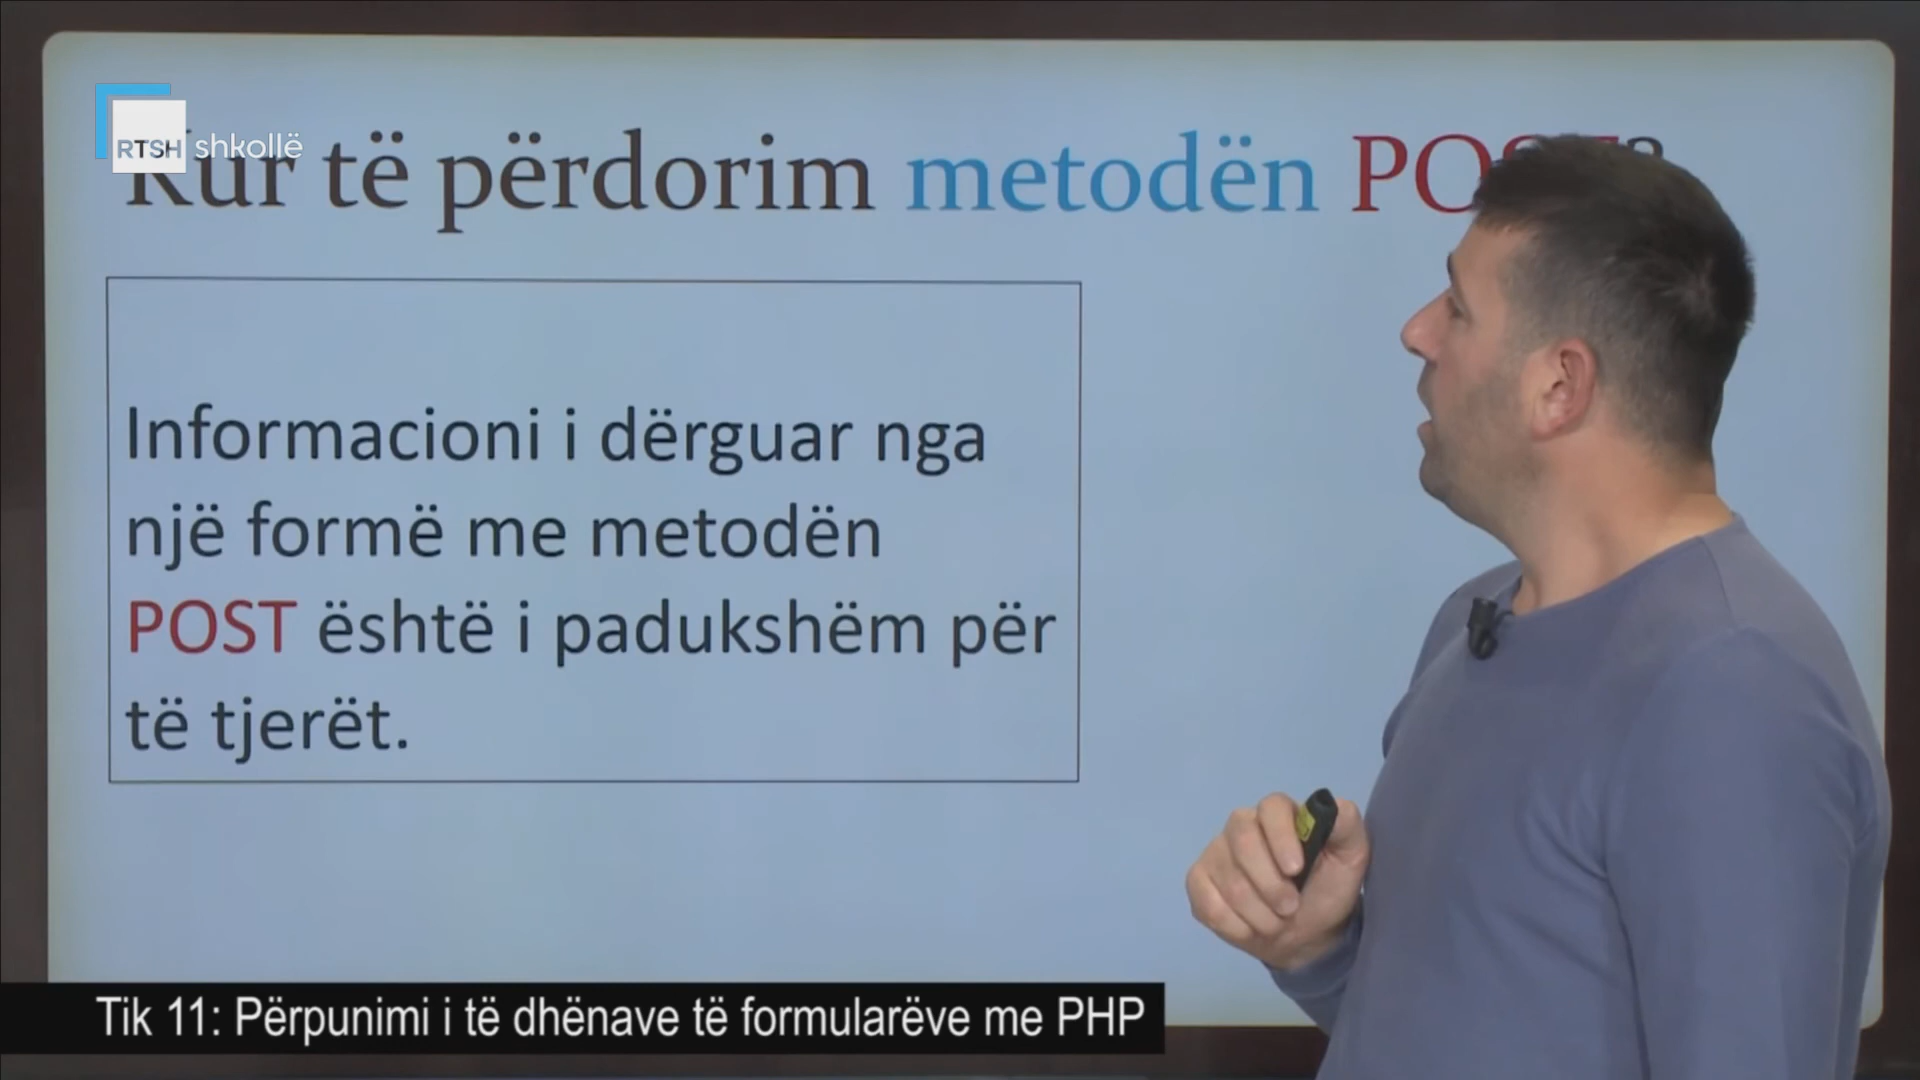 RTSH shkollë
Kur të përdorim metodën POST?
Informacioni i dërguar nga
një formë me metodën
POST është i padukshëm për
të tjerët.
Tik 11: Përpunimi i të dhënave të formularëve me PHP